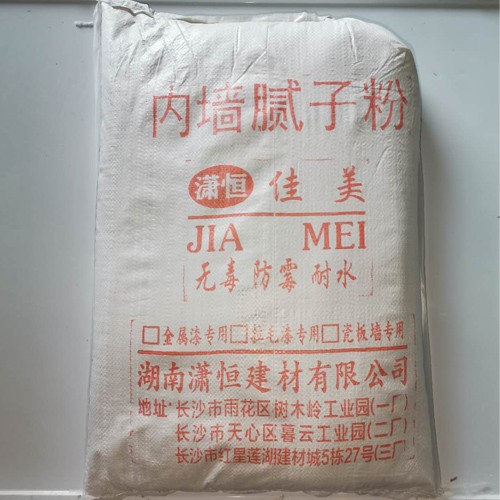 内墙腻子粉
潇恒 佳美
JIA MEI
无毒 防霉 耐水
□金属漆专用□拉毛漆专用□瓷板墙专用
湖南潇恒建材有限公司
地址:长沙市雨花区树木岭工业园(一厂)
长沙市天心区暮云工业园(二厂)
长沙市红星莲湖建材城5栋27号(三厂)